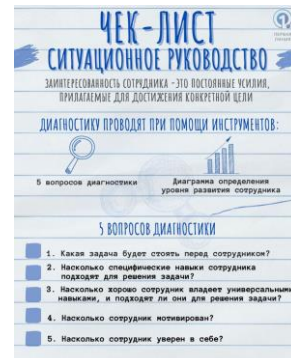 ЧЕК-ЛИСТ
СИТУАЦИОННОЕ РУКОВОДСТВО
ЗАИНТЕРЕСОВАННОСТЬ СОТРУДНИКА -ЭТО ПОСТОЯННЫЕ УСИЛИЯ,
ПРИЛАГАЕМЫЕ ДЛЯ ДОСТИЖЕНИЯ КОНКРЕТНОЙ ЦЕЛИ
ДИАГНОСТИКУ ПРОВОДЯТ ПРИ ПОМОЩИ ИНСТРУМЕНТОВ:
5 вопросов диагностики
Диаграмма определения
уровня развития сотрудника
5 ВОПРОСОВ ДИАГНОСТИКИ
1. Какая задача будет стоять перед сотрудником?
2. Насколько специфические навыки сотрудника
подходят для решения задачи?
3. Насколько хорошо сотрудник владеет универсальными
навыками, и подходят ли они для решения задачи?
4. Насколько сотрудник мотивирован?
5. Насколько сотрудник уверен в себе?